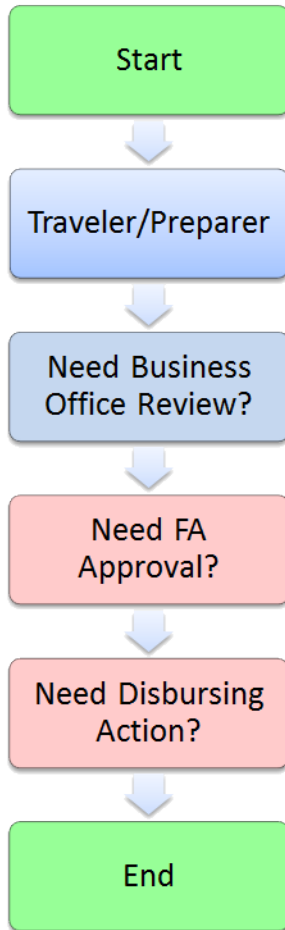 Start
Traveler/Preparer
Need Business
Office Review?
Need FA
Approval?
Need Disbursing
Action?
End